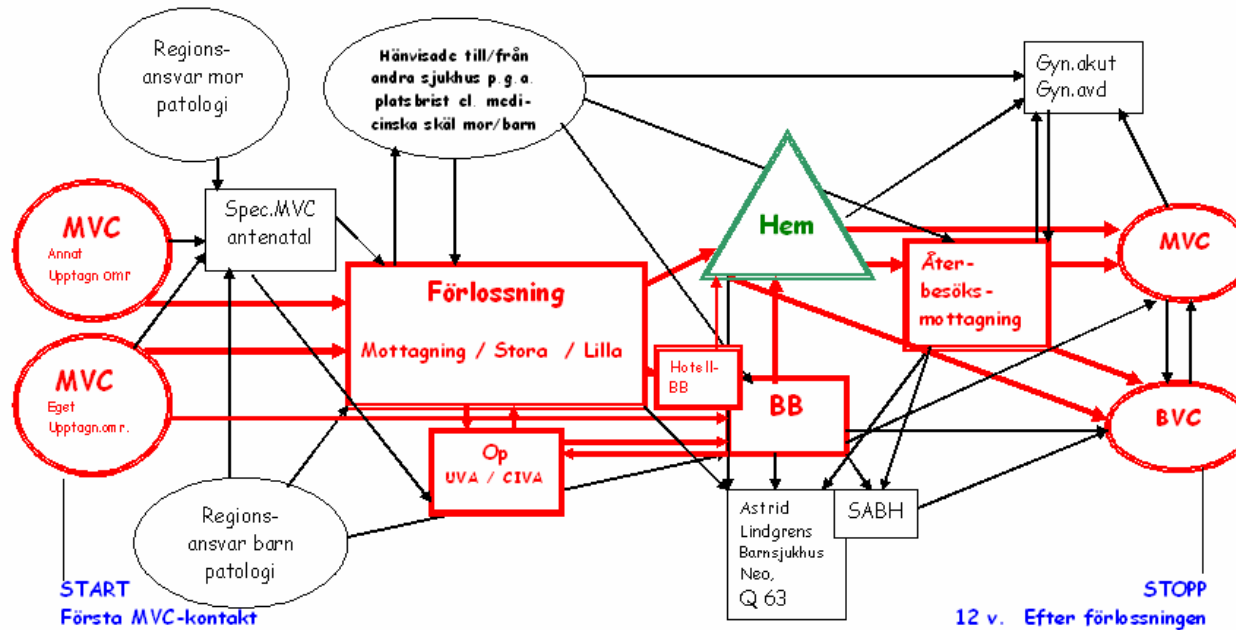 Regions-
ansvar mor
patologi
Hänvisade till/från
andra sjukhus p.g.a.
platsbrist el. medi-
cinska skäl mor/barn
Gyn.akut
Gyn.avd
MVC
Annat
Upptagn omr
Spec.MVC
antenatal
Hem
MVC
Åter-
besöks-
mottagning
Förlossning
Mottagning / Stora / Lilla
MVC
Eget
Upptagn.omr.
Hotell-
BB
BB
BVC
Op
UVA / CIVA
Regions-
ansvar barn
patologi
Astrid
Lindgrens
Barnsjukhus
Neo,
Q 63
SABH
START
Första MVC-kontakt
STOPP
12 v. Efter förlossningen